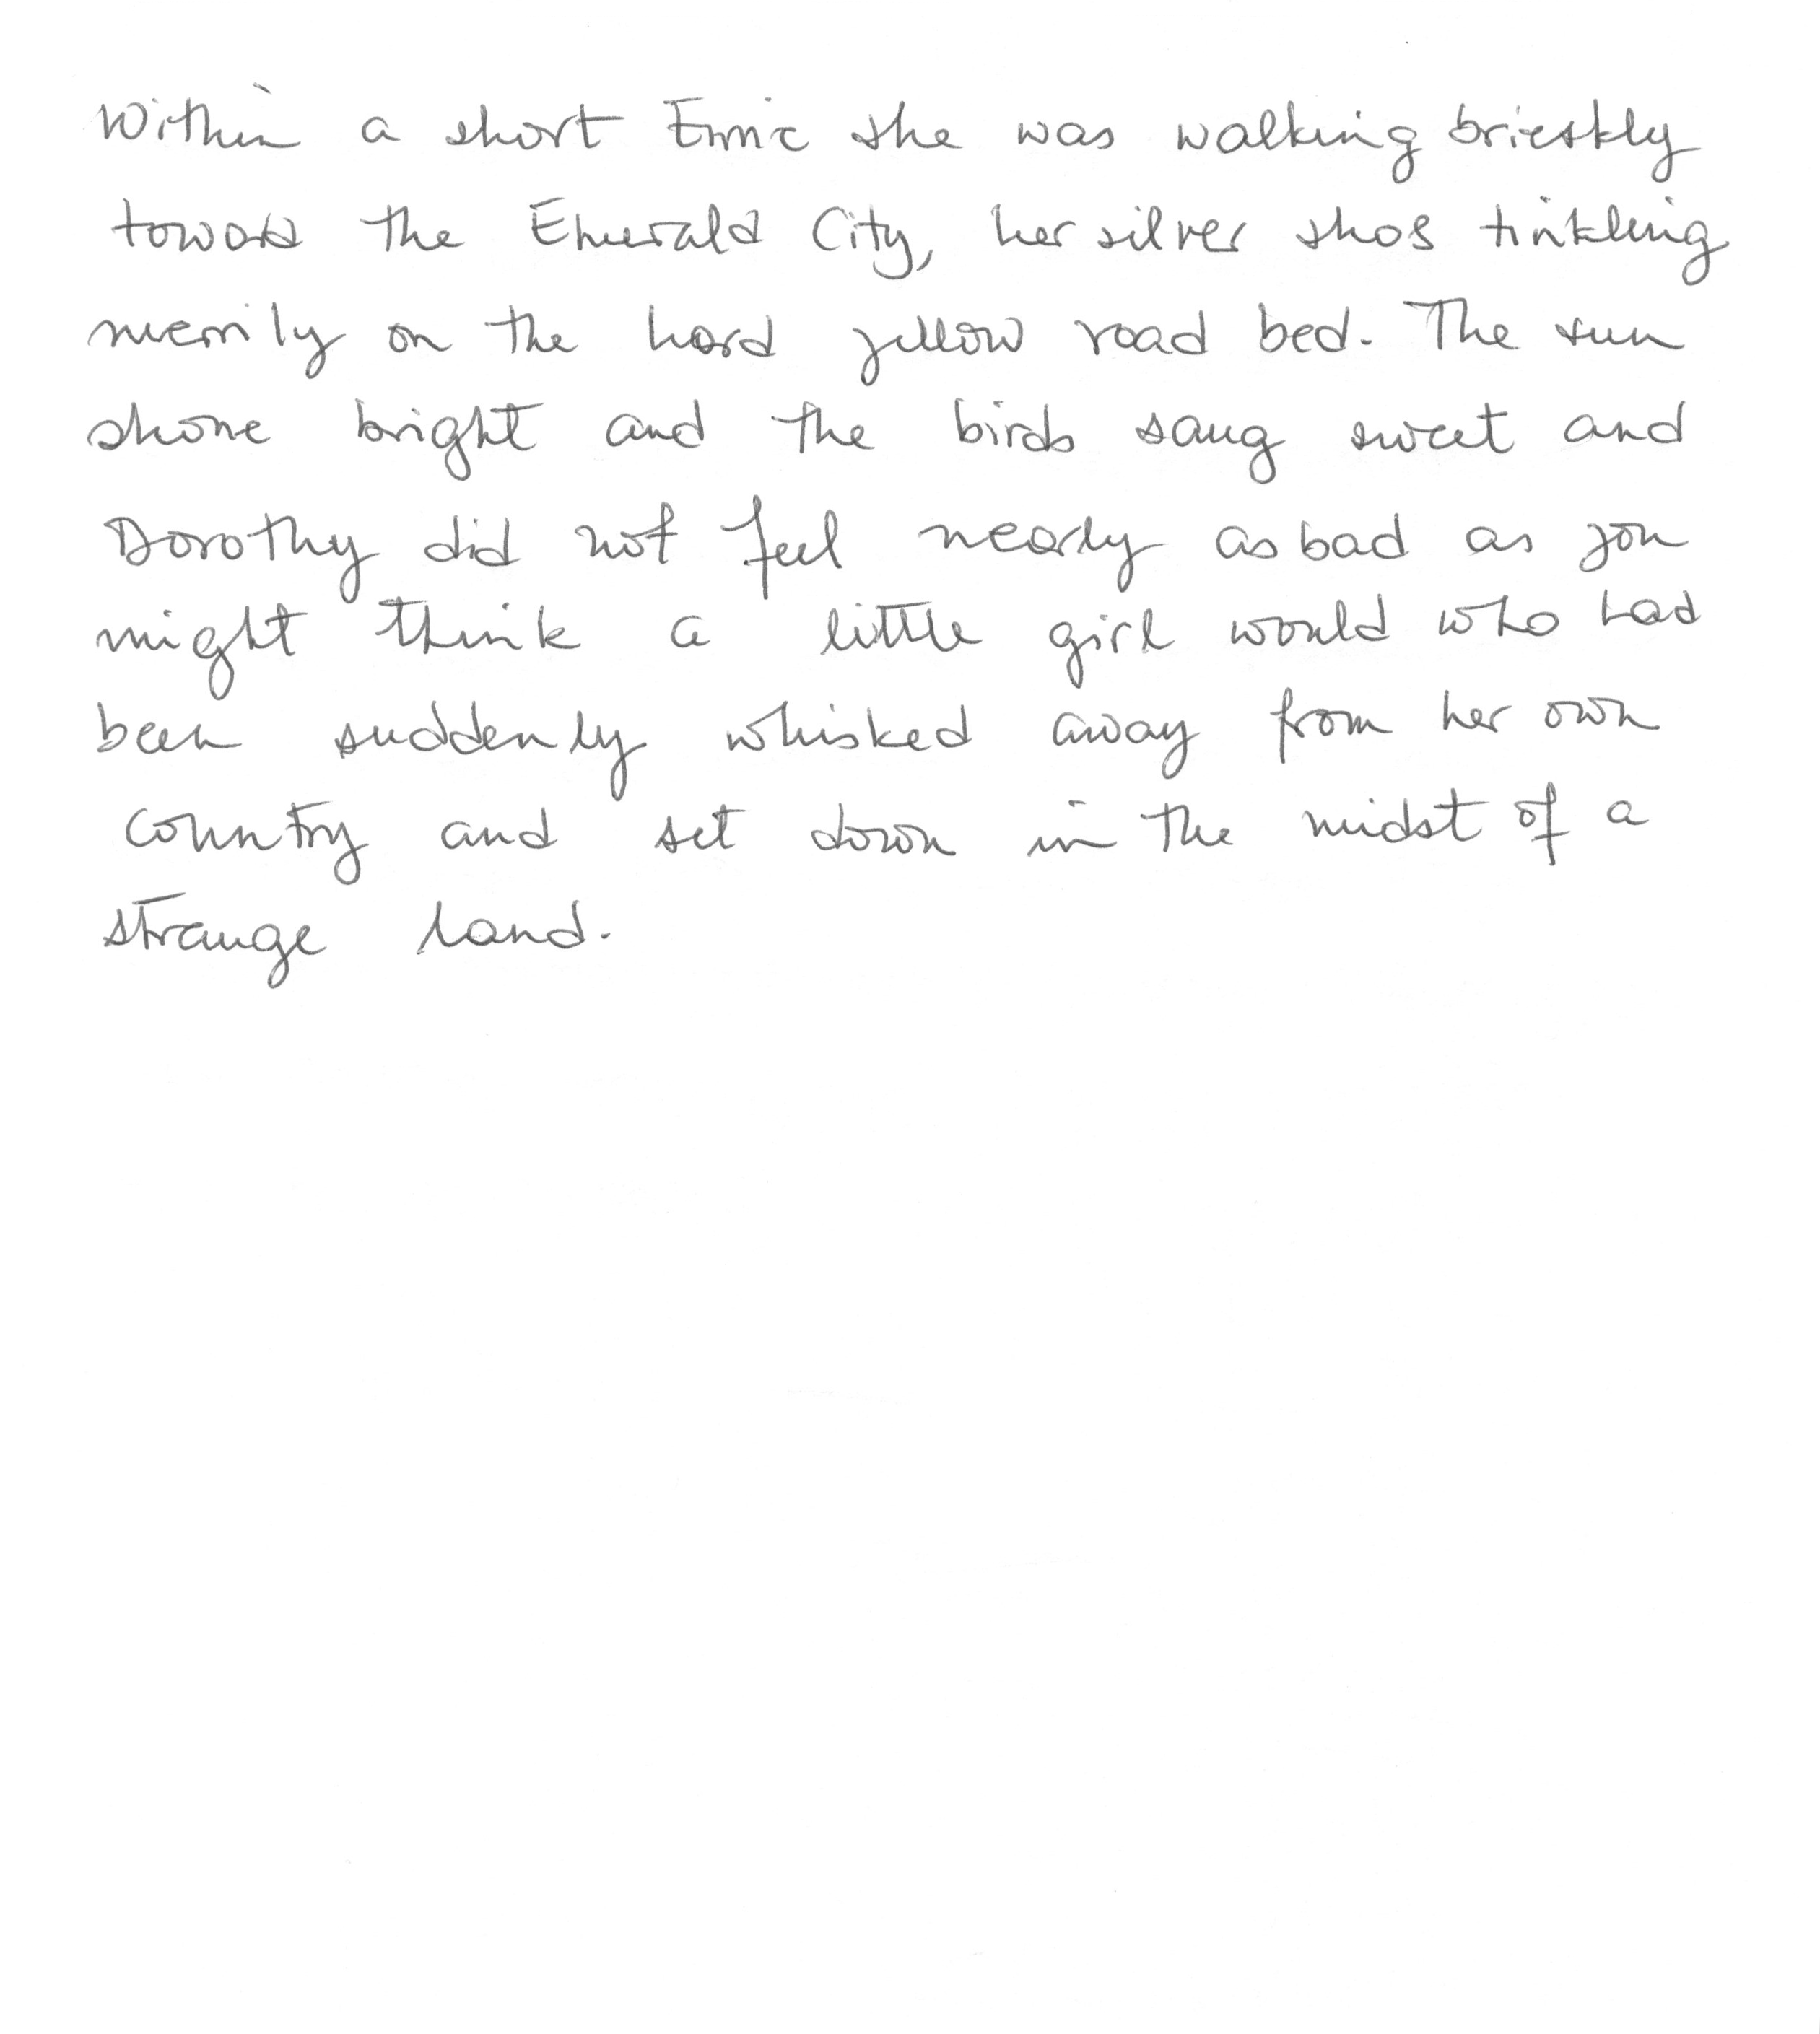 Within a short time she was walking brieskly
toward the Emerald City, her silver shos tinkling
merrily on the hard yellow road bed. The sun
shone bright and the birds sang sweet and
Dorothy did not feel nearly as bad as you
might think a little girl would who had
been suddenly whisked away from her own
country and set down in the midst of a
strange land.